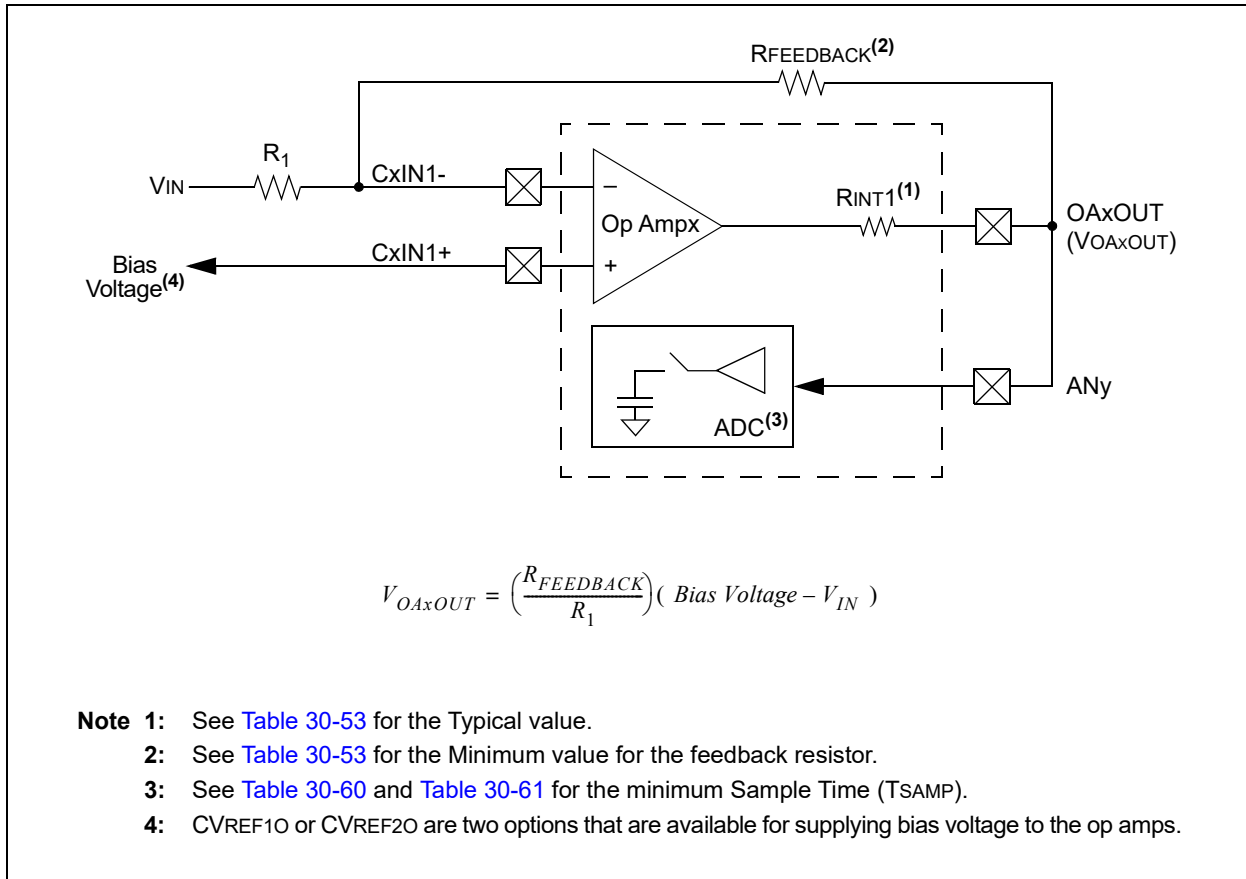 RFEEDBACK(2)
R1
VIN
CxIN1-
−
Op Ampx
RINT1(1)
OAxOUT
(VOAxOUT)
Bias
Voltage(4)
CxIN1+
+
ADC(3)
ANy
V_OAxOUT = (R_FEEDBACK / R_1) ( Bias Voltage – V_IN )
Note 1: See Table 30-53 for the Typical value.
2: See Table 30-53 for the Minimum value for the feedback resistor.
3: See Table 30-60 and Table 30-61 for the minimum Sample Time (TSAMP).
4: CVREF1O or CVREF2O are two options that are available for supplying bias voltage to the op amps.